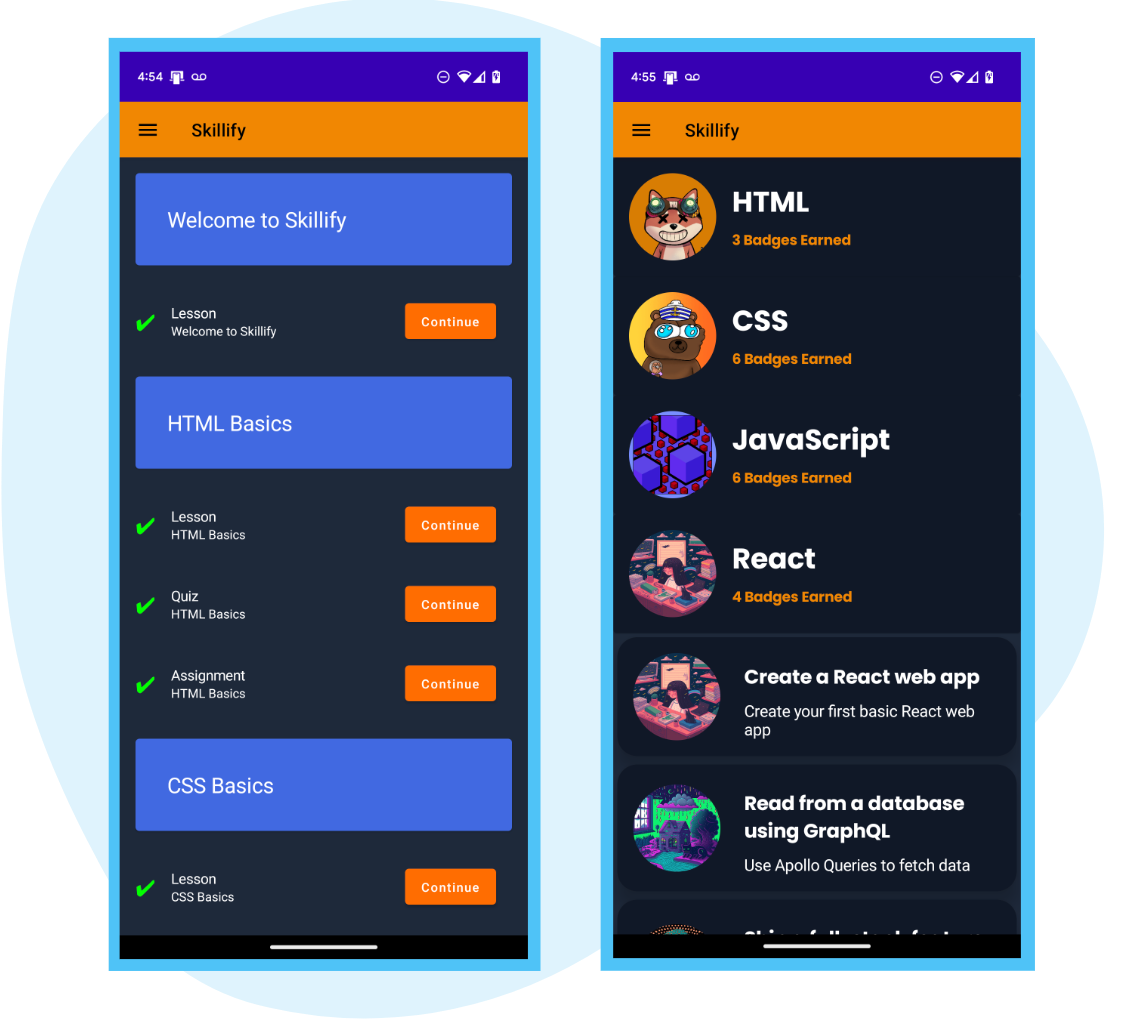 4:54
Skillify
Welcome to Skillify
Lesson
Welcome to Skillify
Continue
HTML Basics
Lesson
HTML Basics
Continue
Quiz
HTML Basics
Continue
Assignment
HTML Basics
Continue
CSS Basics
Lesson
CSS Basics
Continue
4:55
Skillify
HTML
3 Badges Earned
CSS
6 Badges Earned
JavaScript
6 Badges Earned
React
4 Badges Earned
Create a React web app
Create your first basic React web
app
Read from a database
using GraphQL
Use Apollo Queries to fetch data